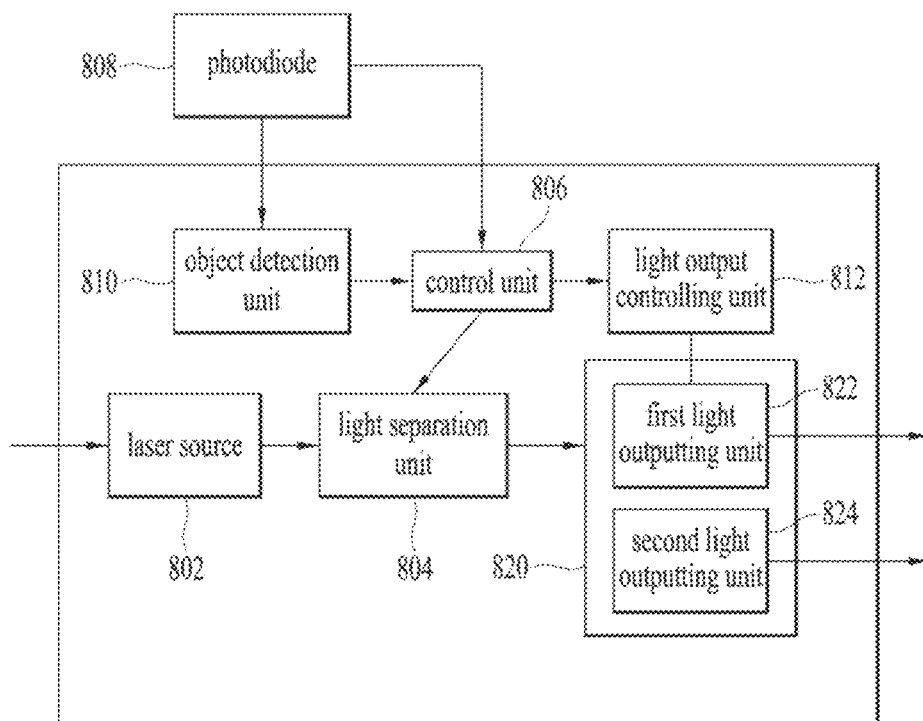 808
photodiode
806
810
object detection
unit
control unit
light output
controlling unit
812
822
laser source
light separation
unit
first light
outputting unit
824
802
804
820
second light
outputting unit